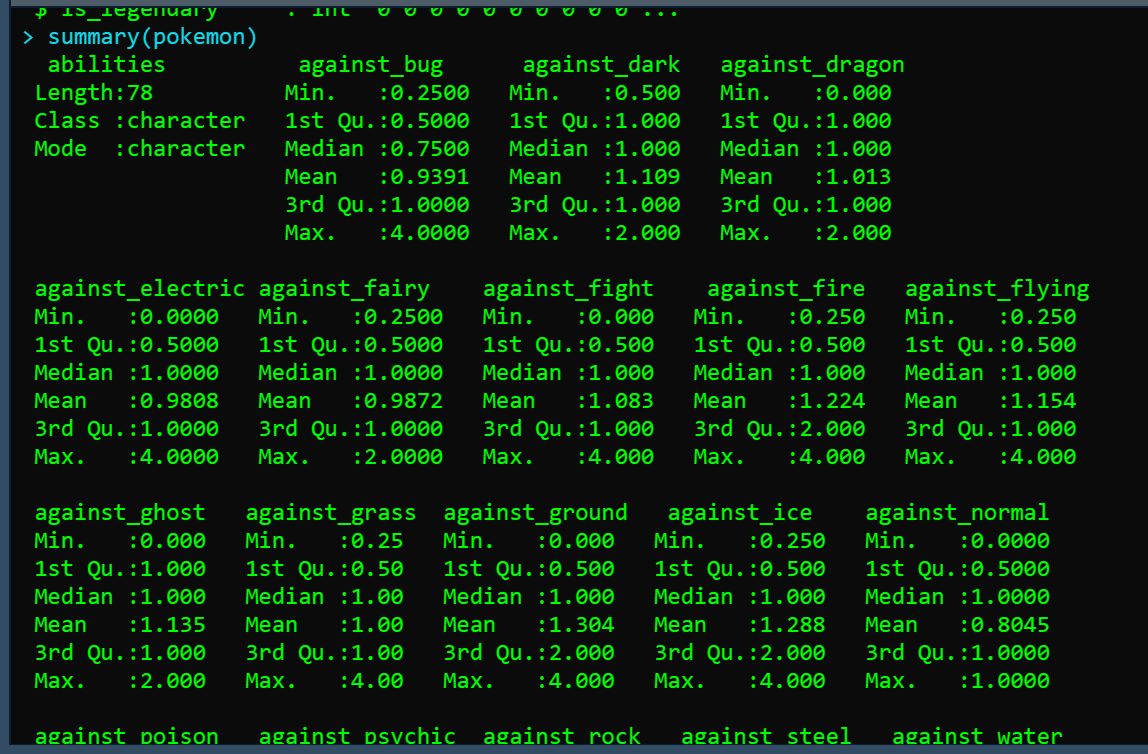 $ is_legendary     : int  0 0 0 0 0 0 0 0 0 0 ...
> summary(pokemon)
  abilities          against_bug      against_dark   against_dragon
 Length:78          Min.   :0.2500   Min.   :0.500   Min.   :0.000
 Class :character   1st Qu.:0.5000   1st Qu.:1.000   1st Qu.:1.000
 Mode  :character   Median :0.7500   Median :1.000   Median :1.000
                    Mean   :0.9391   Mean   :1.109   Mean   :1.013
                    3rd Qu.:1.0000   3rd Qu.:1.000   3rd Qu.:1.000
                    Max.   :4.0000   Max.   :2.000   Max.   :2.000
 against_electric against_fairy    against_fight    against_fire   against_flying
 Min.   :0.0000   Min.   :0.2500   Min.   :0.000   Min.   :0.250   Min.   :0.250
 1st Qu.:0.5000   1st Qu.:0.5000   1st Qu.:0.500   1st Qu.:0.500   1st Qu.:0.500
 Median :1.0000   Median :1.0000   Median :1.000   Median :1.000   Median :1.000
 Mean   :0.9808   Mean   :0.9872   Mean   :1.083   Mean   :1.224   Mean   :1.154
 3rd Qu.:1.0000   3rd Qu.:1.0000   3rd Qu.:1.000   3rd Qu.:2.000   3rd Qu.:1.000
 Max.   :4.0000   Max.   :2.0000   Max.   :4.000   Max.   :4.000   Max.   :4.000
 against_ghost   against_grass  against_ground   against_ice    against_normal
 Min.   :0.000   Min.   :0.25   Min.   :0.000   Min.   :0.250   Min.   :0.0000
 1st Qu.:1.000   1st Qu.:0.50   1st Qu.:0.500   1st Qu.:0.500   1st Qu.:0.5000
 Median :1.000   Median :1.00   Median :1.000   Median :1.000   Median :1.0000
 Mean   :1.135   Mean   :1.00   Mean   :1.304   Mean   :1.288   Mean   :0.8045
 3rd Qu.:1.000   3rd Qu.:1.00   3rd Qu.:2.000   3rd Qu.:2.000   3rd Qu.:1.0000
 Max.   :2.000   Max.   :4.00   Max.   :4.000   Max.   :4.000   Max.   :1.0000
 against_poison   against_psychic  against_rock   against_steel   against_water